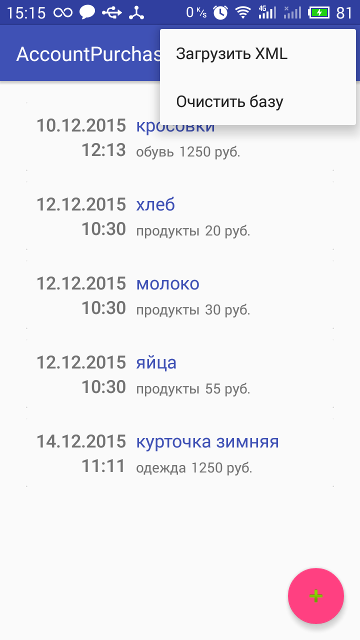 15:15 0 K/s 4G 81
AccountPurchas
Загрузить XML
Очистить базу
10.12.2015 кросовки
12:13 обувь 1250 руб.
12.12.2015 хлеб
10:30 продукты 20 руб.
12.12.2015 молоко
10:30 продукты 30 руб.
12.12.2015 яйца
10:30 продукты 55 руб.
14.12.2015 курточка зимняя
11:11 одежда 1250 руб.